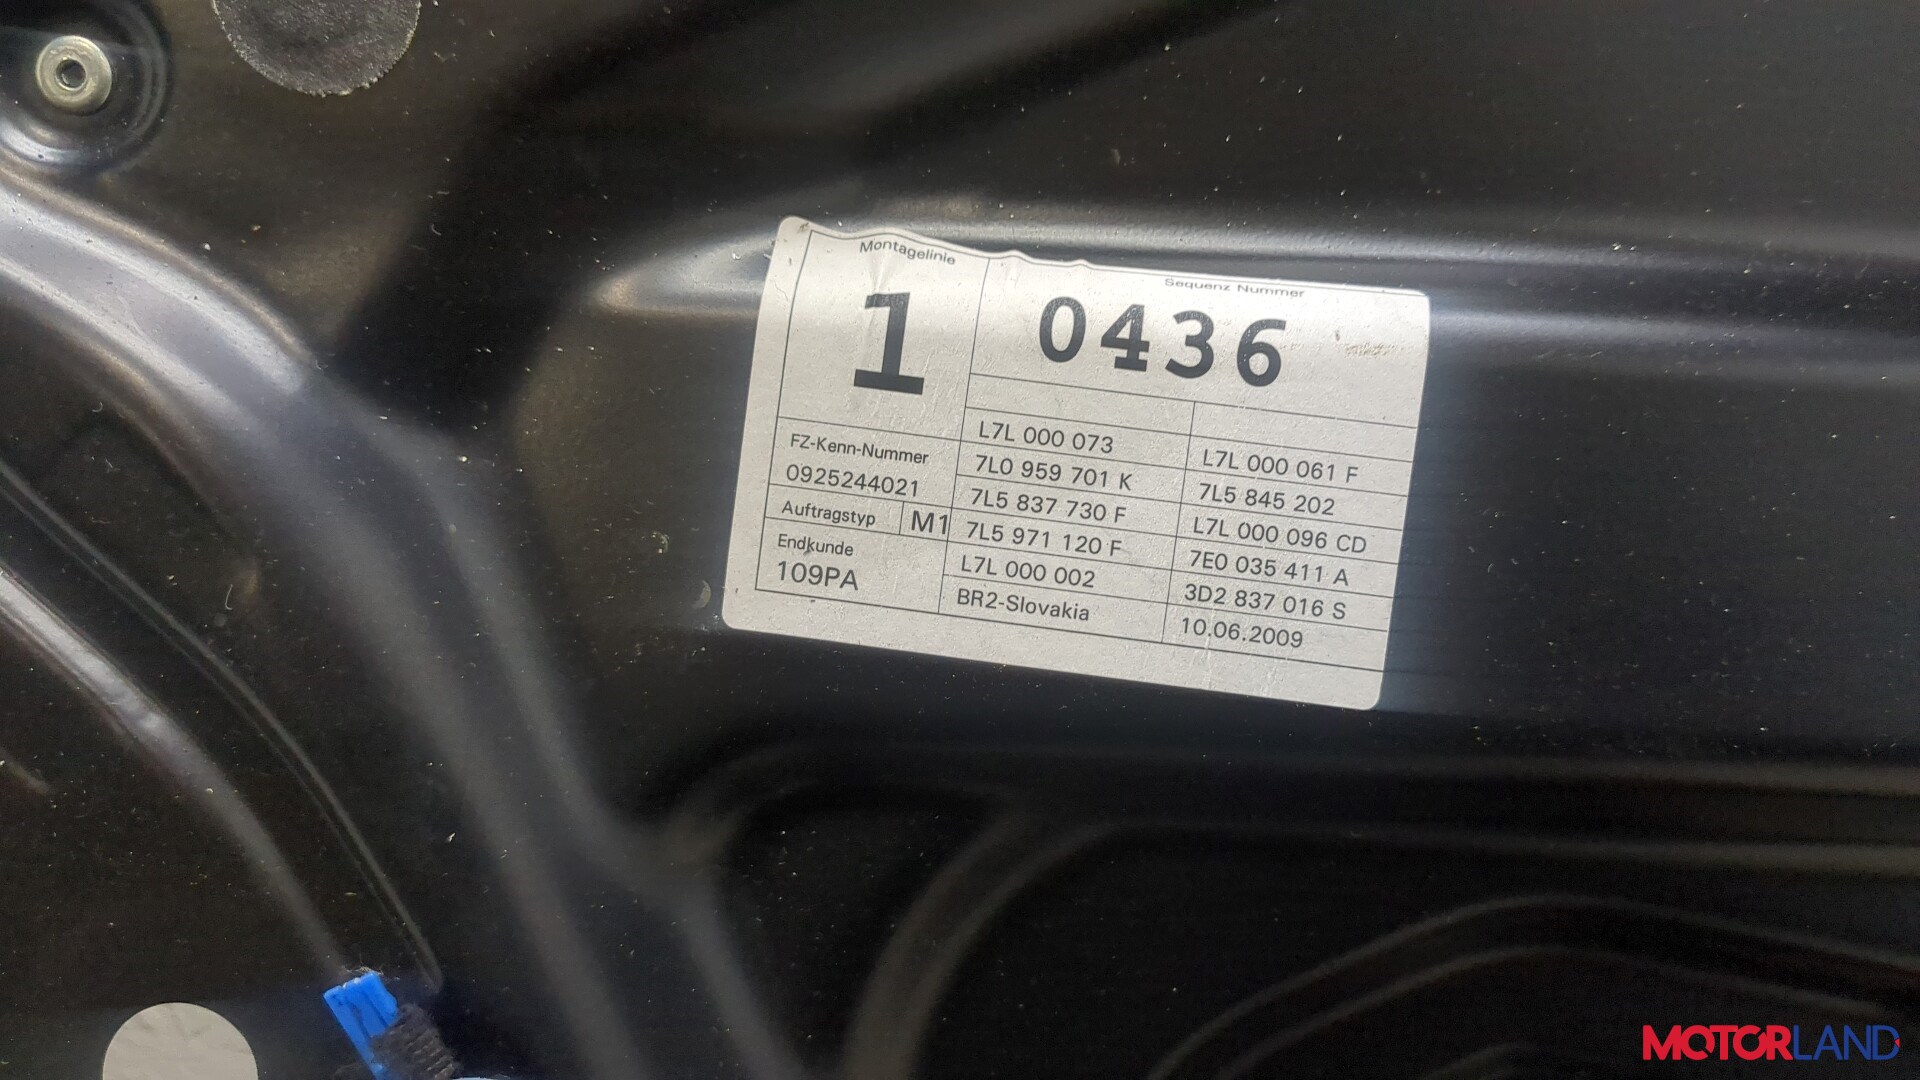 Montagelinie
Sequenz Nummer
1
0436
FZ-Kenn-Nummer
0925244021
Auftragstyp
M1
Endkunde
109PA
L7L 000 073
L7L 000 061 F
7L0 959 701 K
7L5 845 202
7L5 837 730 F
L7L 000 096 CD
7L5 971 120 F
7E0 035 411 A
L7L 000 002
3D2 837 016 S
BR2-Slovakia
10.06.2009
MOTORLAND